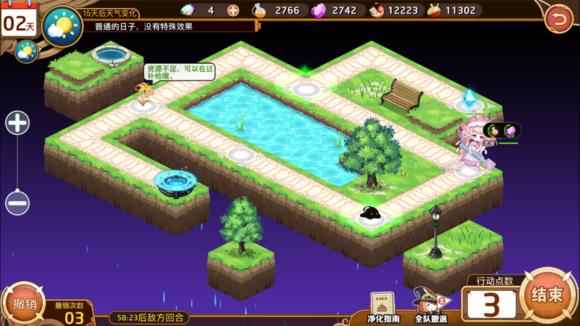 02天
15天后天气变化
普通的日子，没有特殊效果
4
2766
2742
12223
13102
资源不足，可以在这
补给哦。
撤销
撤销次数
03
58:23后敌方回合
净化指南
全队撤退
行动点数
3
结束